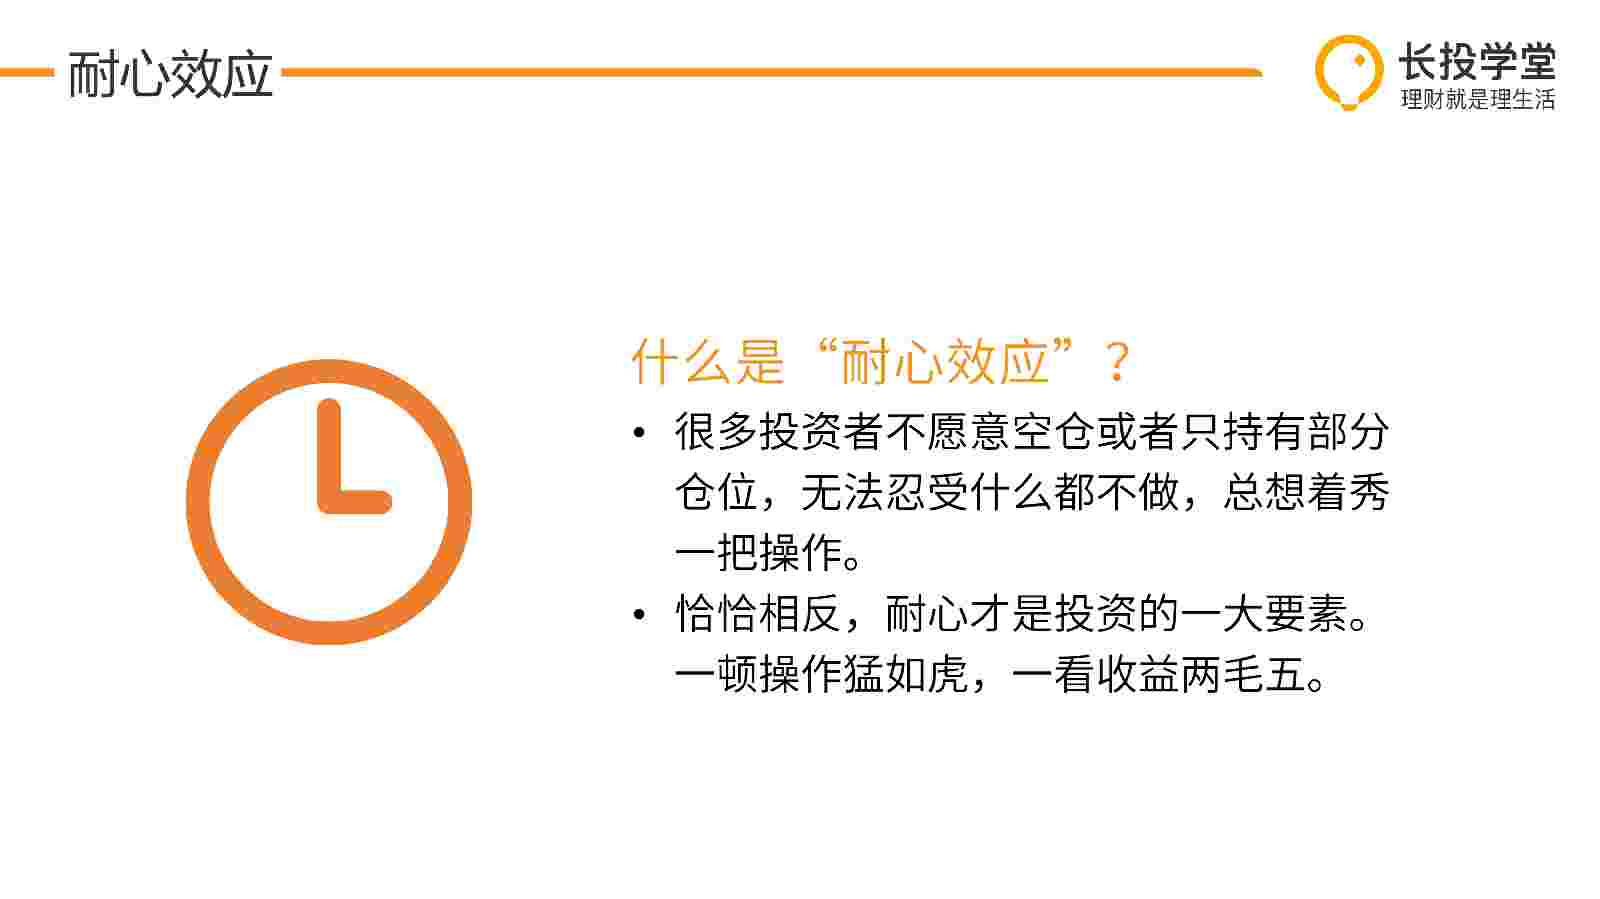 耐心效应
长投学堂
理财就是理生活
什么是“耐心效应”？
• 很多投资者不愿意空仓或者只持有部分
仓位，无法忍受什么都不做，总想着秀
一把操作。
• 恰恰相反，耐心才是投资的一大要素。
一顿操作猛如虎，一看收益两毛五。